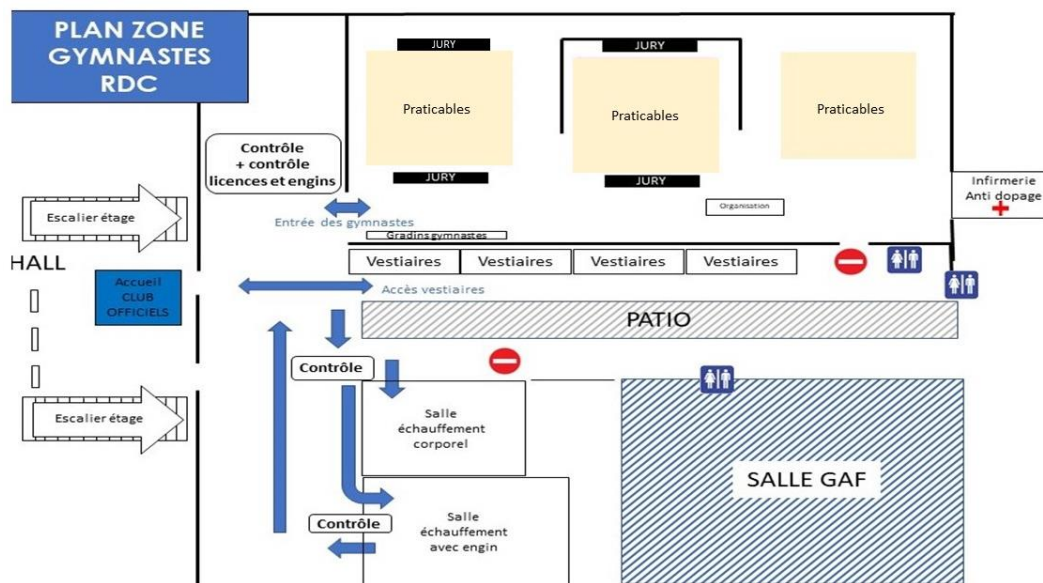 PLAN ZONE
GYMNASTES
RDC
JURY
JURY
Praticables
Praticables
Praticables
JURY
JURY
Contrôle
+ contrôle
licences et engins
Infirmerie
Anti dopage
Organisation
Escalier étage
Entrée des gymnastes
Gradins gymnastes
HALL
Vestiaires
Vestiaires
Vestiaires
Vestiaires
Accueil
CLUB
OFFICIELS
Accès vestiaires
PATIO
Contrôle
Escalier étage
Salle
échauffement
corporel
SALLE GAF
Contrôle
Salle
échauffement
avec engin